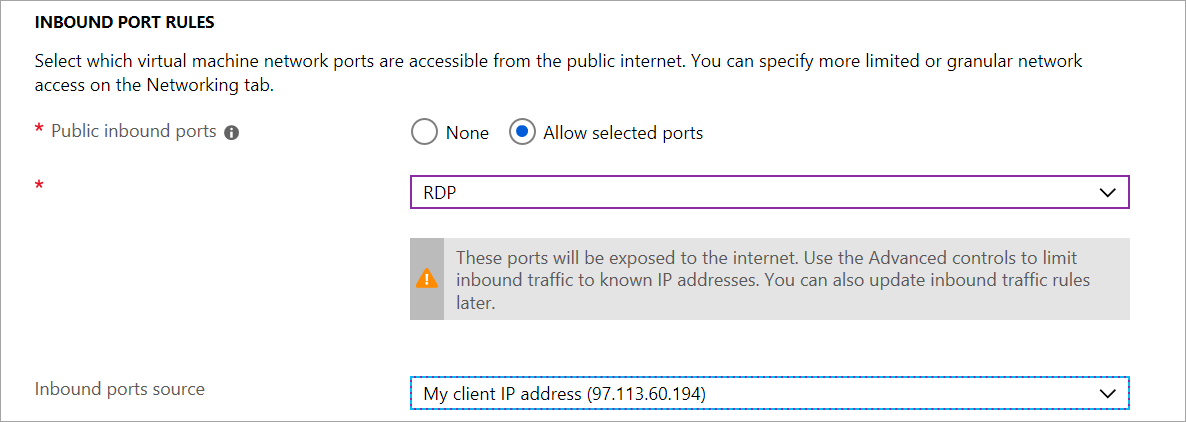 INBOUND PORT RULES
Select which virtual machine network ports are accessible from the public internet. You can specify more limited or granular network
access on the Networking tab.
* Public inbound ports
None
Allow selected ports
*
RDP
These ports will be exposed to the internet. Use the Advanced controls to limit
inbound traffic to known IP addresses. You can also update inbound traffic rules
later.
Inbound ports source
My client IP address (97.113.60.194)